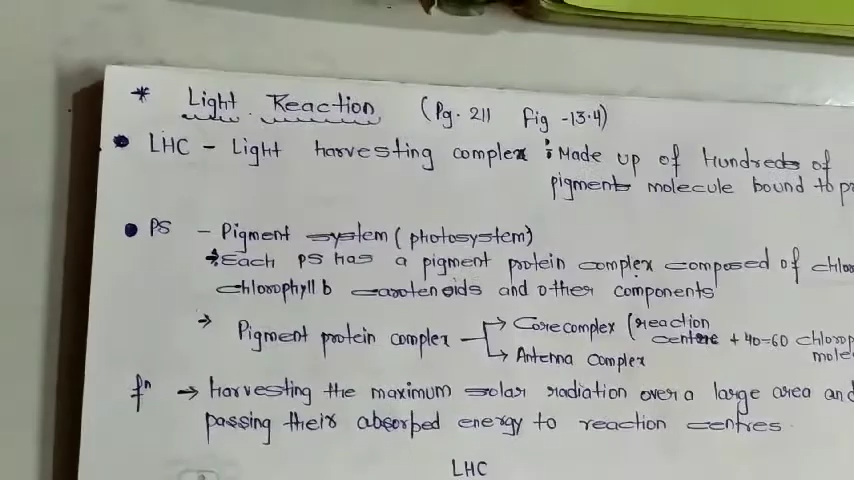 * Light Reaction (Pg. 211 Fig -13.4)
• LHC - Light harvesting complex : Made up of Hundreds of
pigment molecule bound to
• PS - Pigment system (photosystem)
→ Each PS has a pigment protein complex composed of
chlorophyll b carotenoids and other components
→ Pigment protein complex → Core complex (reaction
centre + 40-60
→ Antenna complex
fⁿ → Harvesting the maximum solar radiation over a large area and
passing their absorbed energy to reaction centres.
LHC